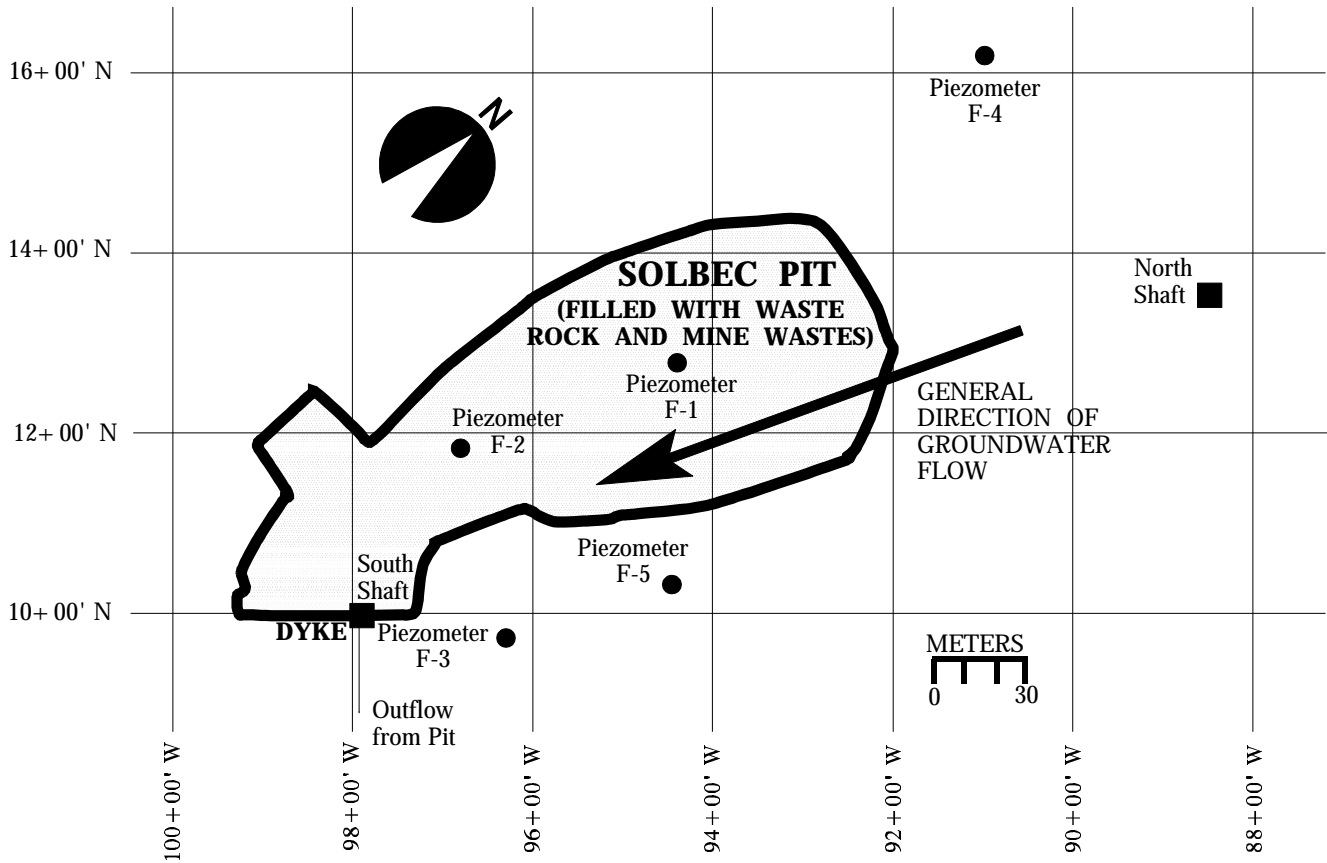 16+00' N
Piezometer
F-4
N
14+00' N
SOLBEC PIT
(FILLED WITH WASTE
ROCK AND MINE WASTES)
North
Shaft
Piezometer
F-1
GENERAL
DIRECTION OF
GROUNDWATER
FLOW
12+00' N
Piezometer
F-2
Piezometer
F-5
South
Shaft
10+00' N
DYKE
Piezometer
F-3
METERS
0 30
Outflow
from Pit
100+00' W
98+00' W
96+00' W
94+00' W
92+00' W
90+00' W
88+00' W